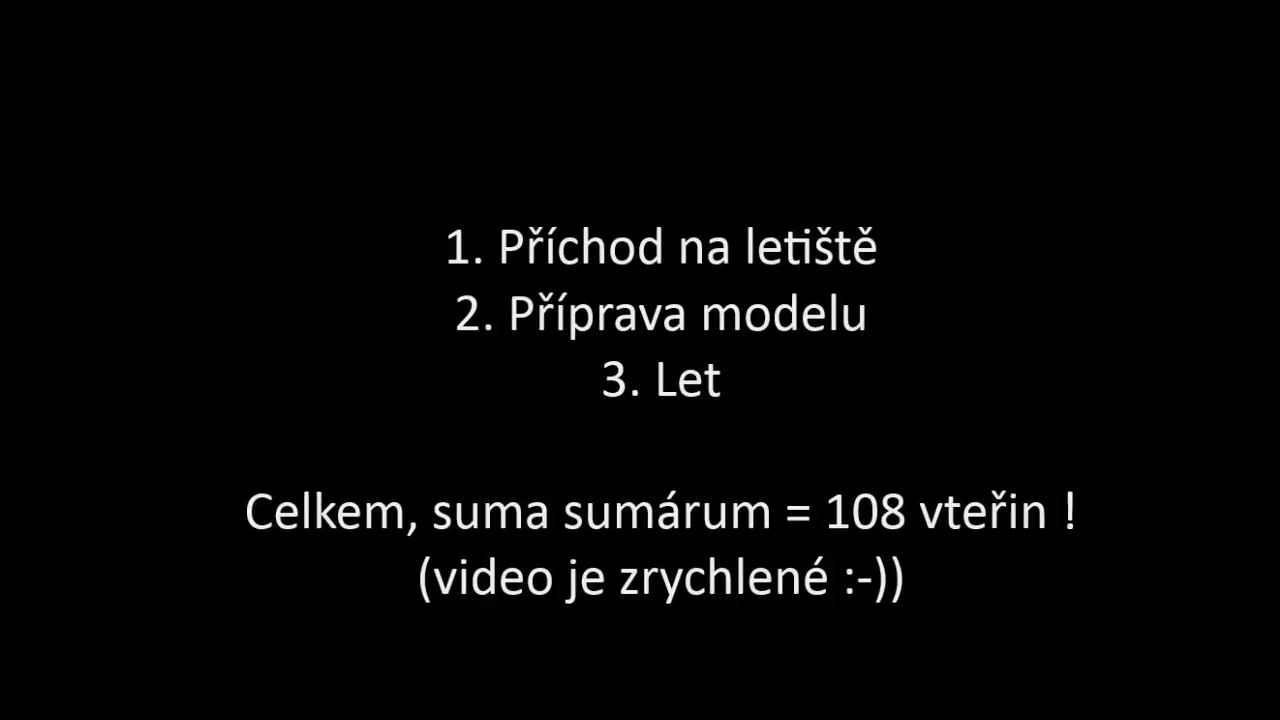 1. Příchod na letiště
2. Příprava modelu
3. Let
Celkem, suma sumárum = 108 vteřin !
(video je zrychlené :-))